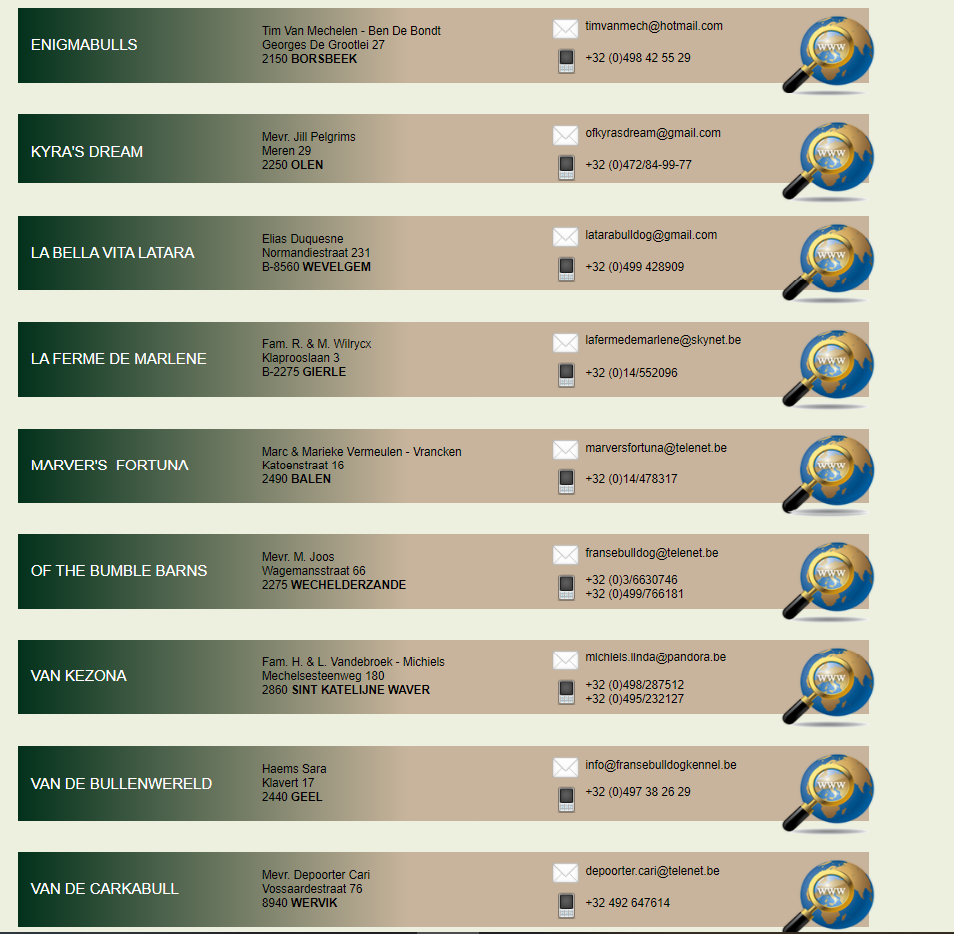 ENIGMABULLS
Tim Van Mechelen - Ben De Bondt
Georges De Grootlei 27
2150 BORSBEEK
timvanmech@hotmail.com
+32 (0)498 42 55 29
www
KYRA'S DREAM
Mevr. Jill Pelgrims
Meren 29
2250 OLEN
ofkyrasdream@gmail.com
+32 (0)472/84-99-77
www
LA BELLA VITA LATARA
Elias Duquesne
Normandiestraat 231
B-8560 WEVELGEM
latarabulldog@gmail.com
+32 (0)499 428909
www
LA FERME DE MARLENE
Fam. R. & M. Wilrycx
Klaprooslaan 3
B-2275 GIERLE
lafermedemarlene@skynet.be
+32 (0)14/552096
www
MARVER'S FORTUNA
Marc & Marieke Vermeulen - Vrancken
Katoenstraat 16
2490 BALEN
marversfortuna@telenet.be
+32 (0)14/478317
www
OF THE BUMBLE BARNS
Mevr. M. Joos
Wagemansstraat 66
2275 WECHELDERZANDE
fransebulldog@telenet.be
+32 (0)3/6630746
+32 (0)499/766181
www
VAN KEZONA
Fam. H. & L. Vandebroek - Michiels
Mechelsesteenweg 180
2860 SINT KATELIJNE WAVER
michiels.linda@pandora.be
+32 (0)498/287512
+32 (0)495/232127
www
VAN DE BULLENWERELD
Haems Sara
Klavert 17
2440 GEEL
info@fransebulldogkennel.be
+32 (0)497 38 26 29
www
VAN DE CARKABULL
Mevr. Depoorter Cari
Vossaardestraat 76
8940 WERVIK
depoorter.cari@telenet.be
+32 492 647614
www